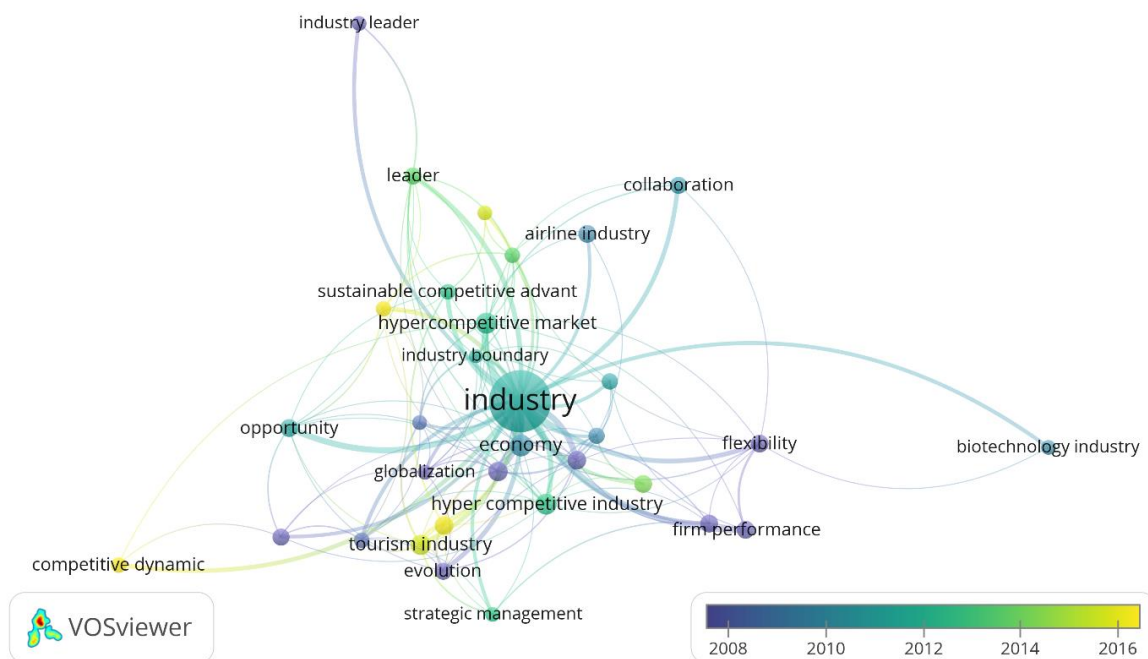 industry leader
leader
collaboration
airline industry
sustainable competitive advant
hypercompetitive market
industry boundary
industry
opportunity
economy
flexibility
biotechnology industry
globalization
hyper competitive industry
firm performance
tourism industry
competitive dynamic
evolution
strategic management
VOSviewer
2008 2010 2012 2014 2016